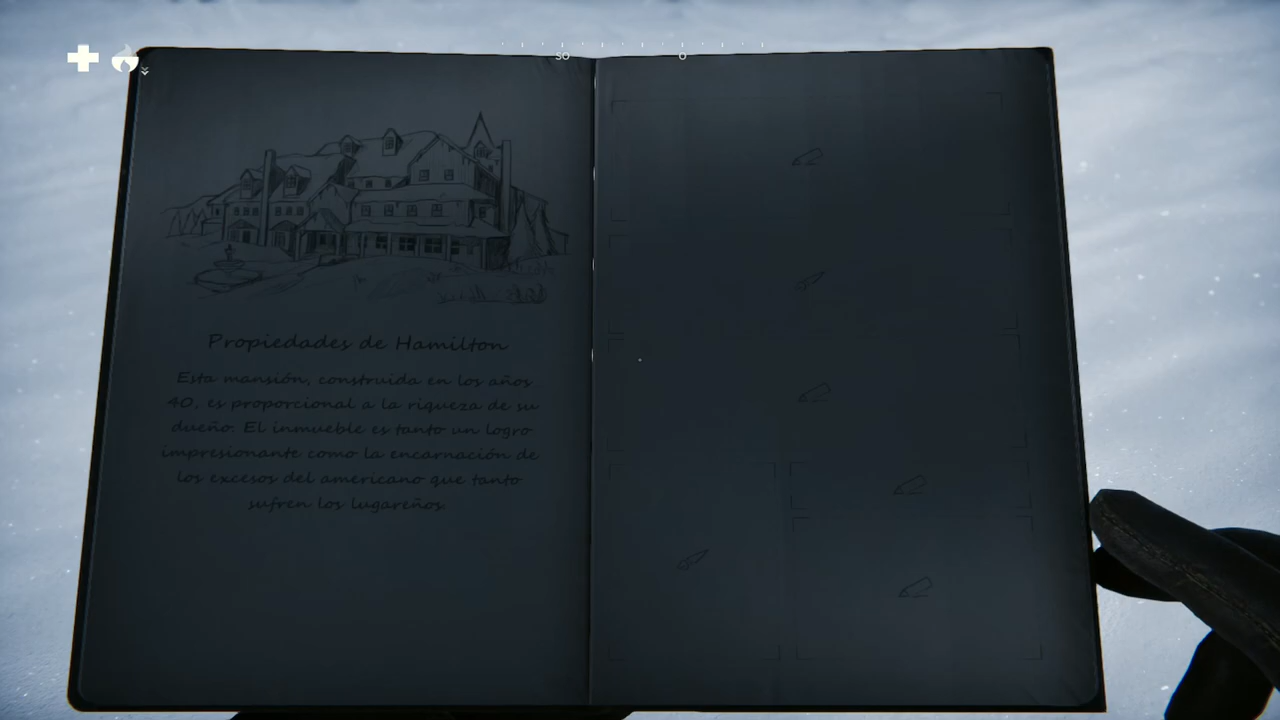 SO
O
Propiedades de Hamilton
Esta mansión, construida en los años
40, es proporcional a la riqueza de su
dueño. El inmueble es tanto un logro
impresionante como la encarnación de
los excesos del americano que tanto
sufren los lugareños.